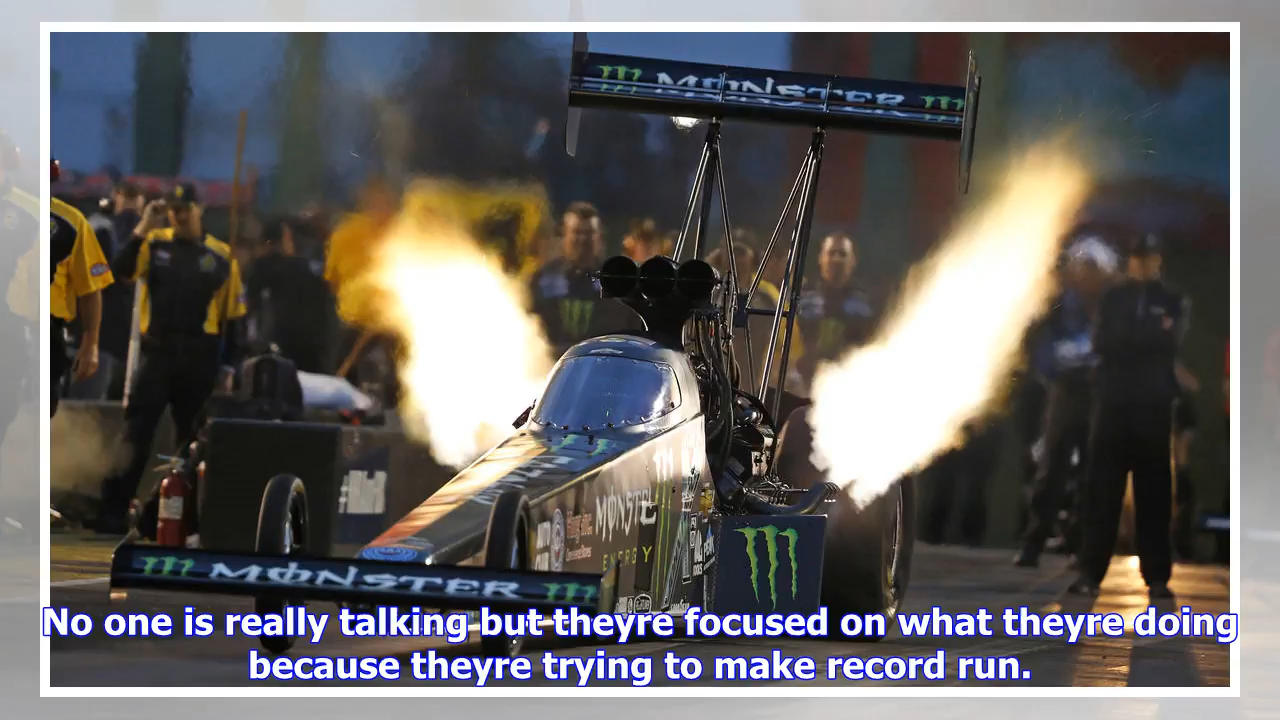 MONSTER
MONSTE
ENERGY
MONSTER
No one is really talking but theyre focused on what theyre doing
because theyre trying to make record run.